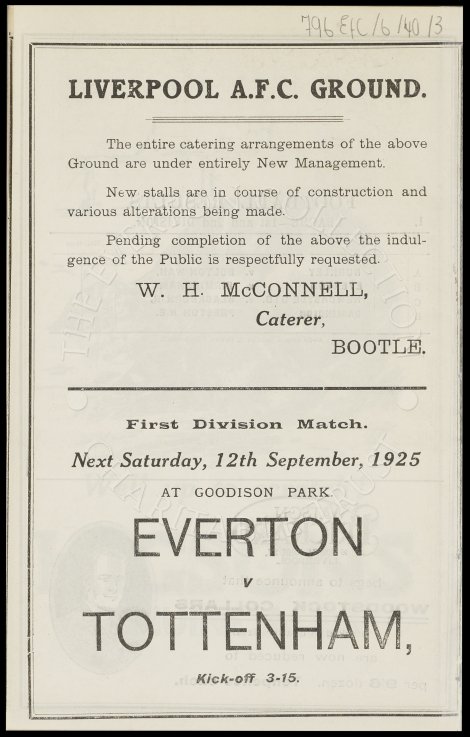 796 EFC/6/40/3
LIVERPOOL A.F.C. GROUND.
The entire catering arrangements of the above
Ground are under entirely New Management.
New stalls are in course of construction and
various alterations being made.
Pending completion of the above the indul-
gence of the Public is respectfully requested.
W. H. McCONNELL,
Caterer,
BOOTLE.
First Division Match.
Next Saturday, 12th September, 1925
AT GOODISON PARK.
EVERTON
v
TOTTENHAM,
Kick-off 3-15.